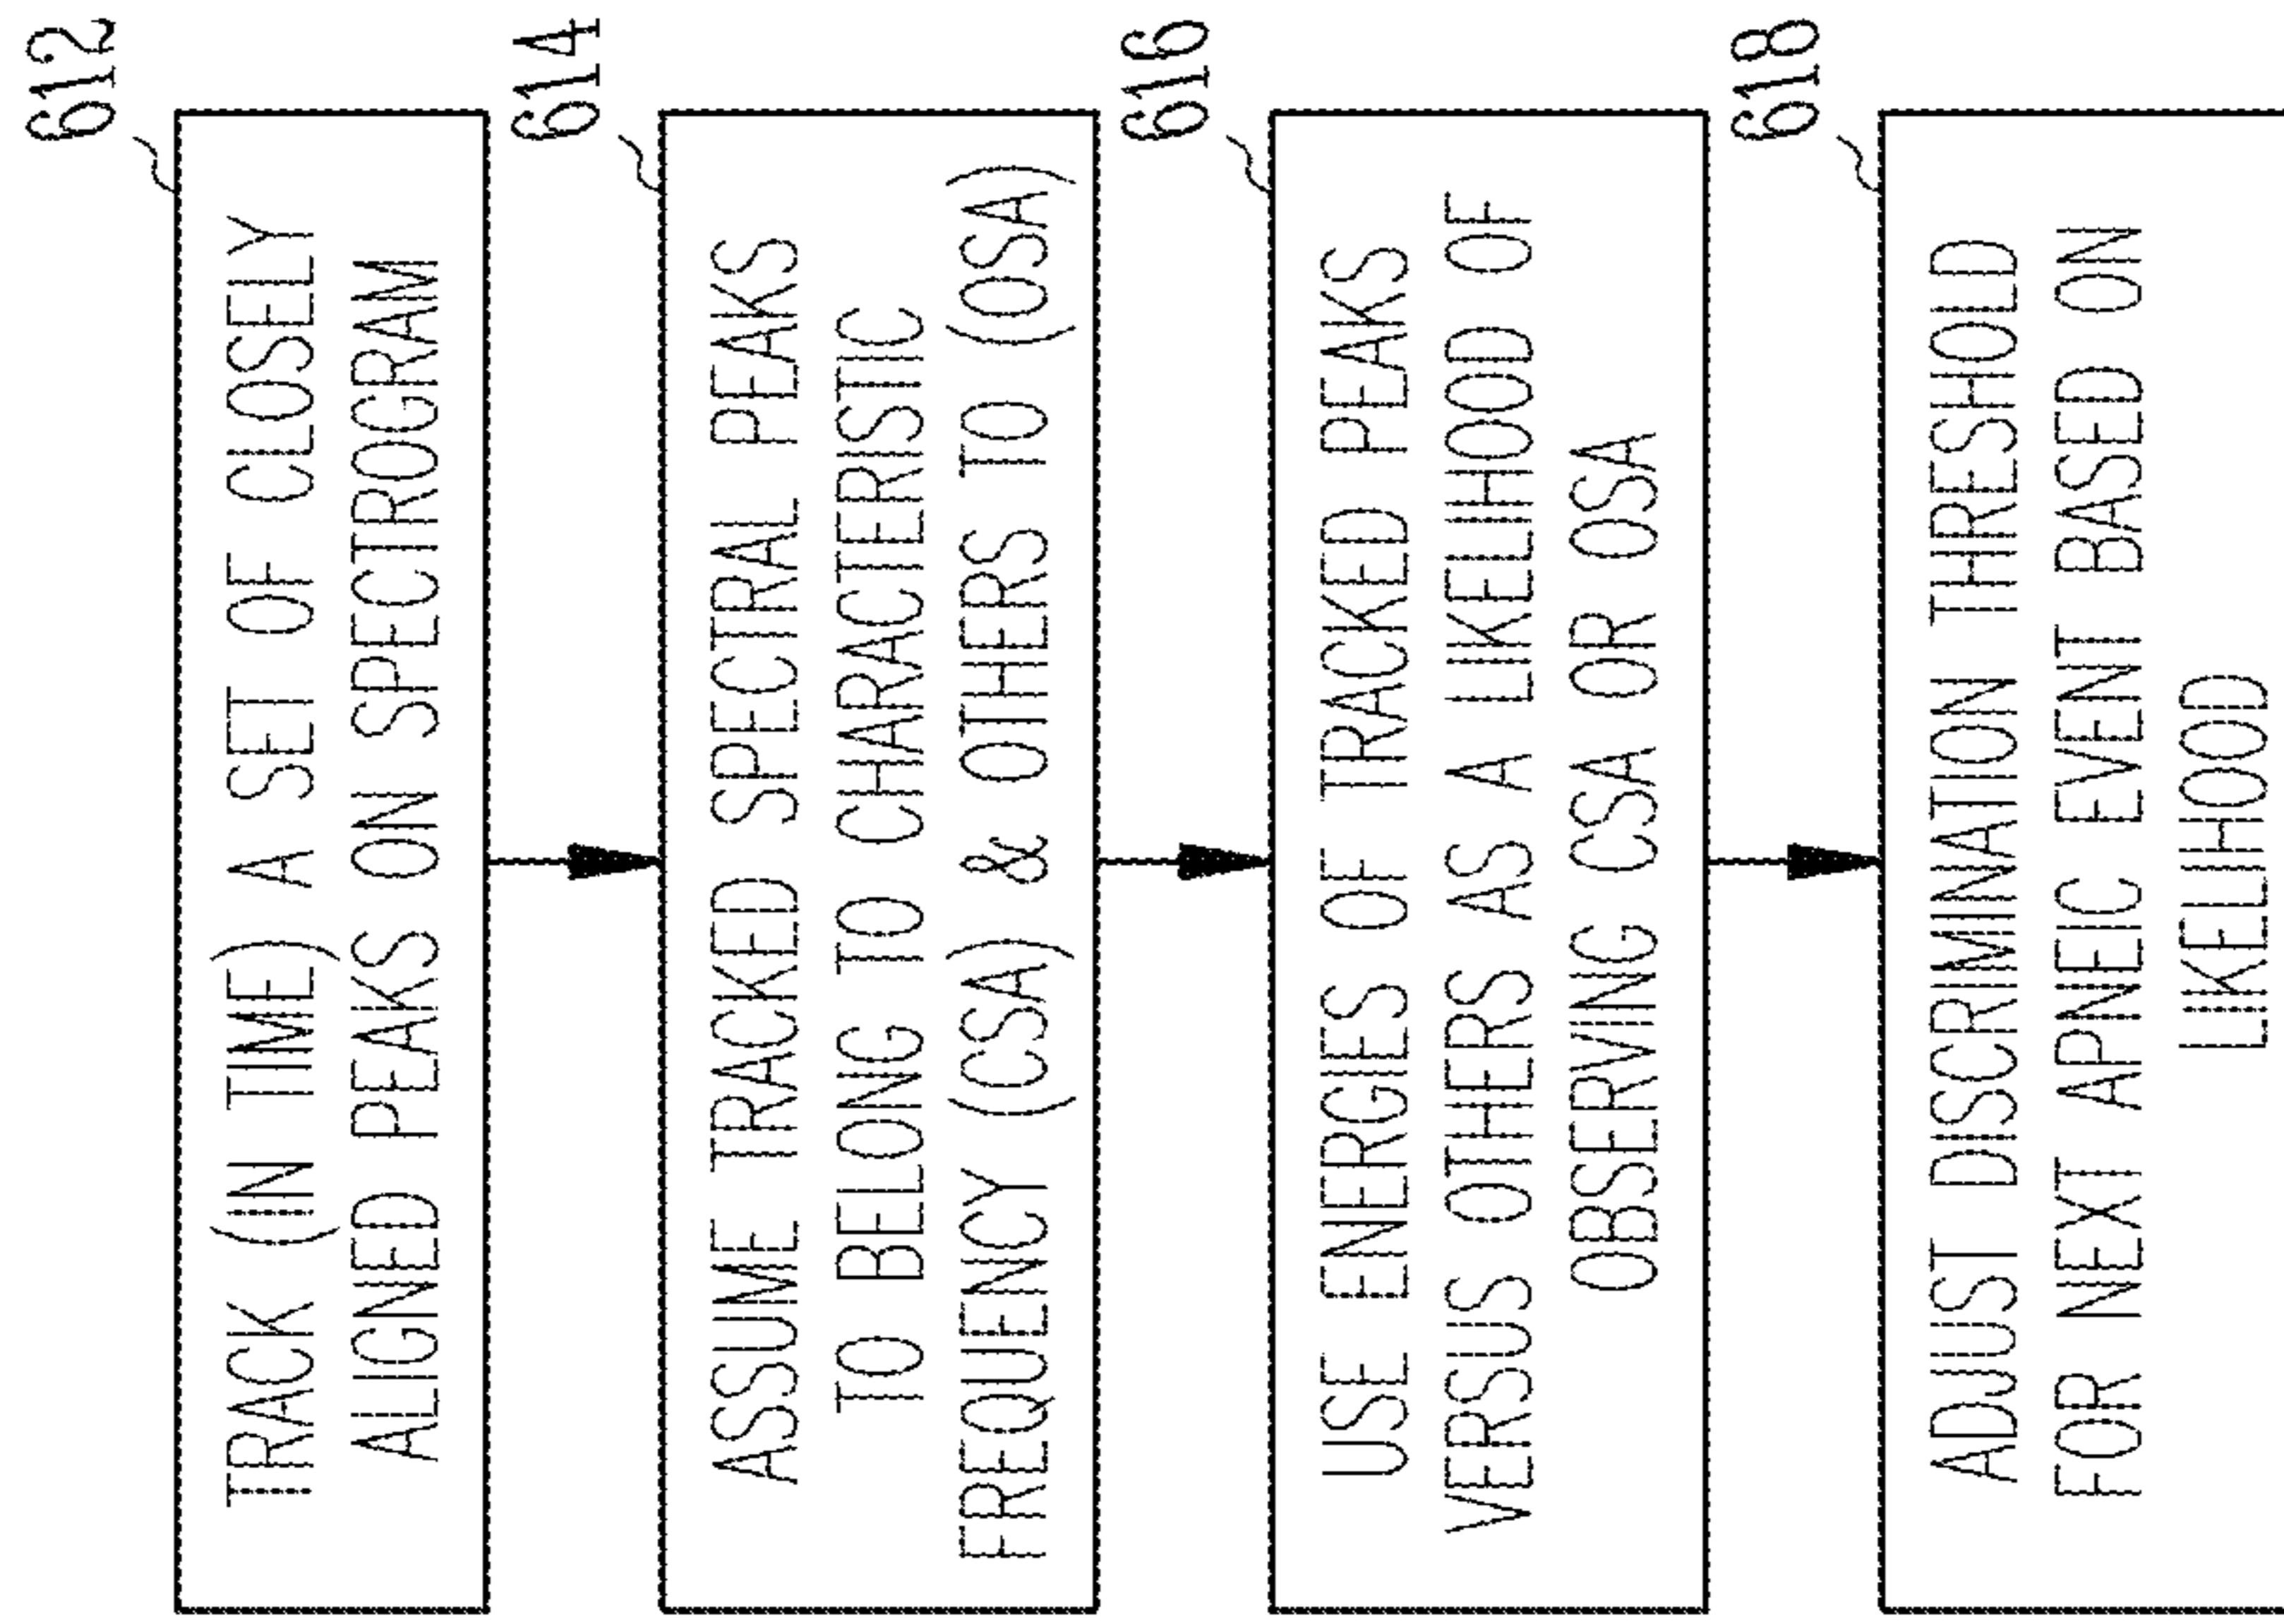 612
TRACK (IN TIME) A SET OF CLOSELY
ALIGNED PEAKS ON SPECTROGRAM
614
ASSUME TRACKED SPECTRAL PEAKS
TO BELONG TO CHARACTERISTIC
FREQUENCY (CSA) & OTHERS TO (OSA)
616
USE ENERGIES OF TRACKED PEAKS
VERSUS OTHERS AS A LIKELIHOOD OF
OBSERVING CSA OR OSA
618
ADJUST DISCRIMINATION THRESHOLD
FOR NEXT APNEIC EVENT BASED ON
LIKELIHOOD